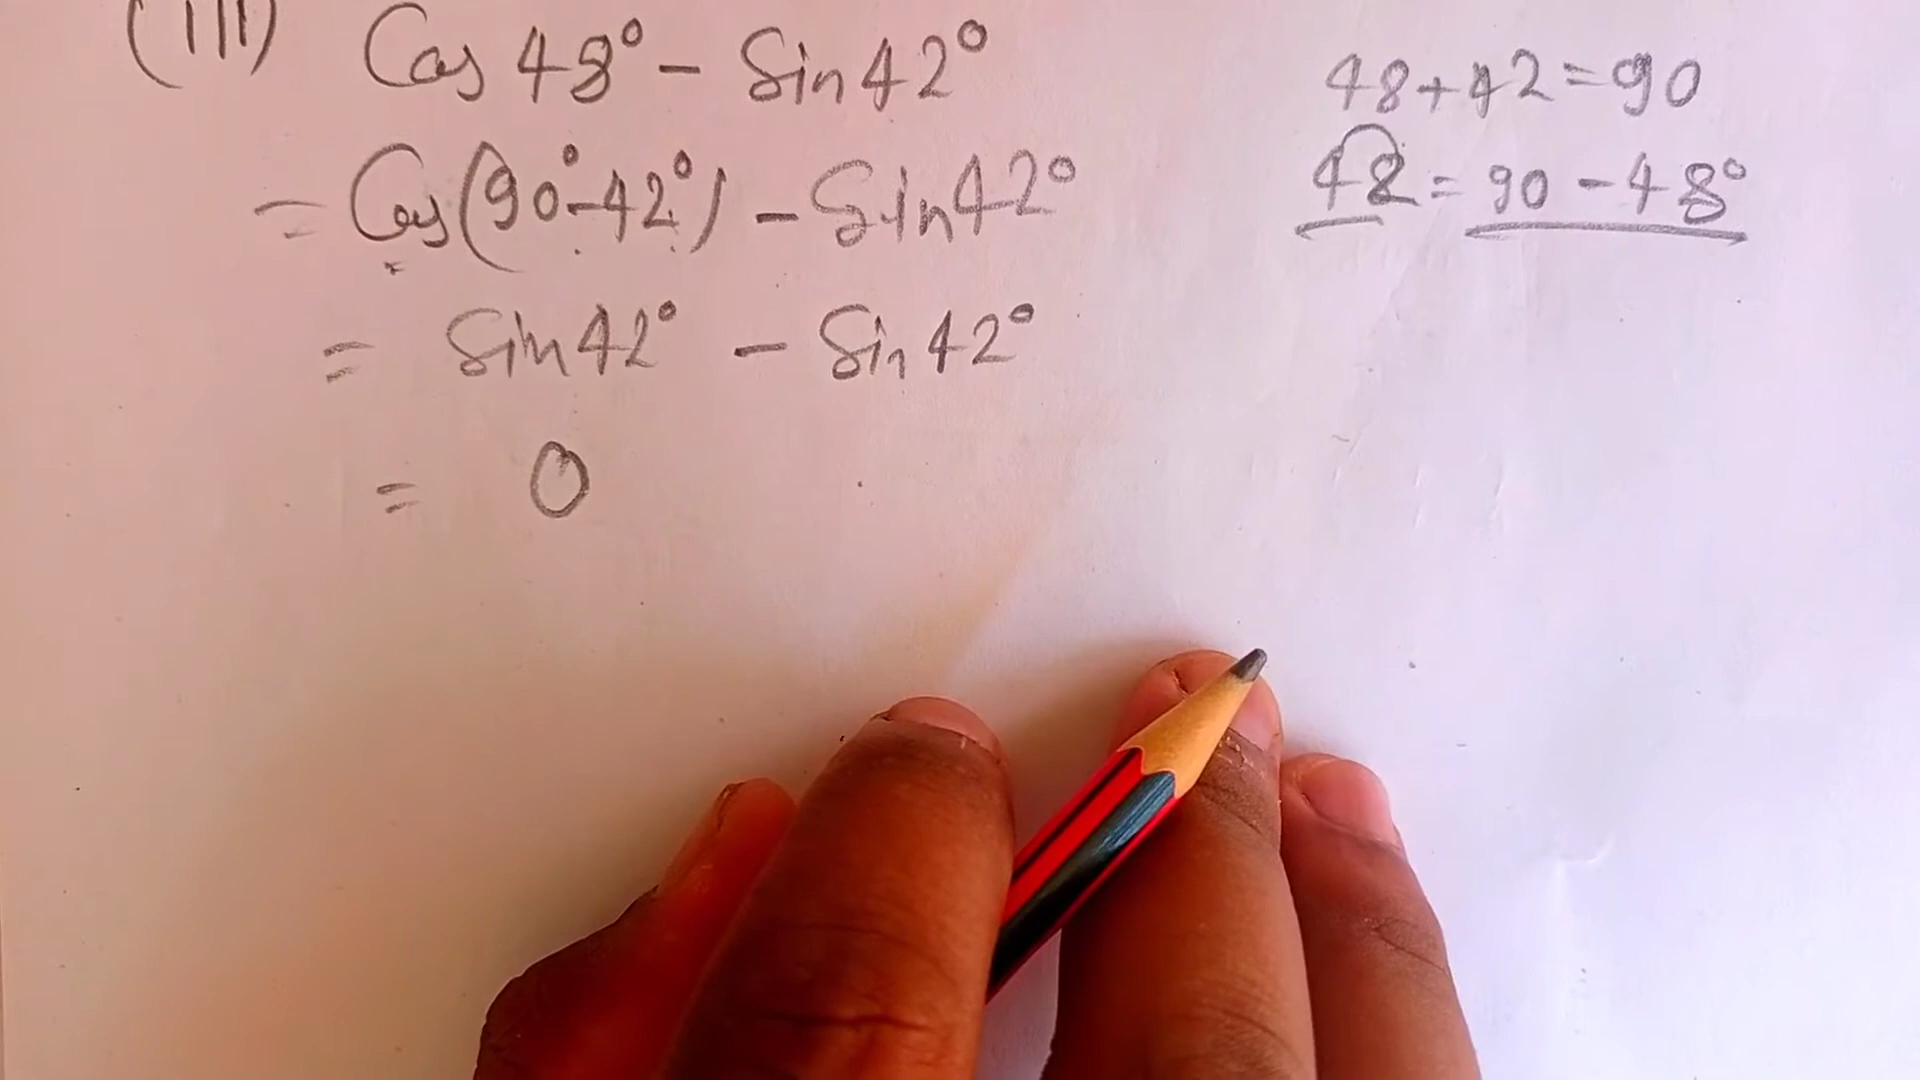 (iii) Cos 48° - Sin 42°
= Cos(90°-42°) - Sin 42°
= Sin 42° - Sin 42°
= 0
48+42=90
42 = 90 - 48°